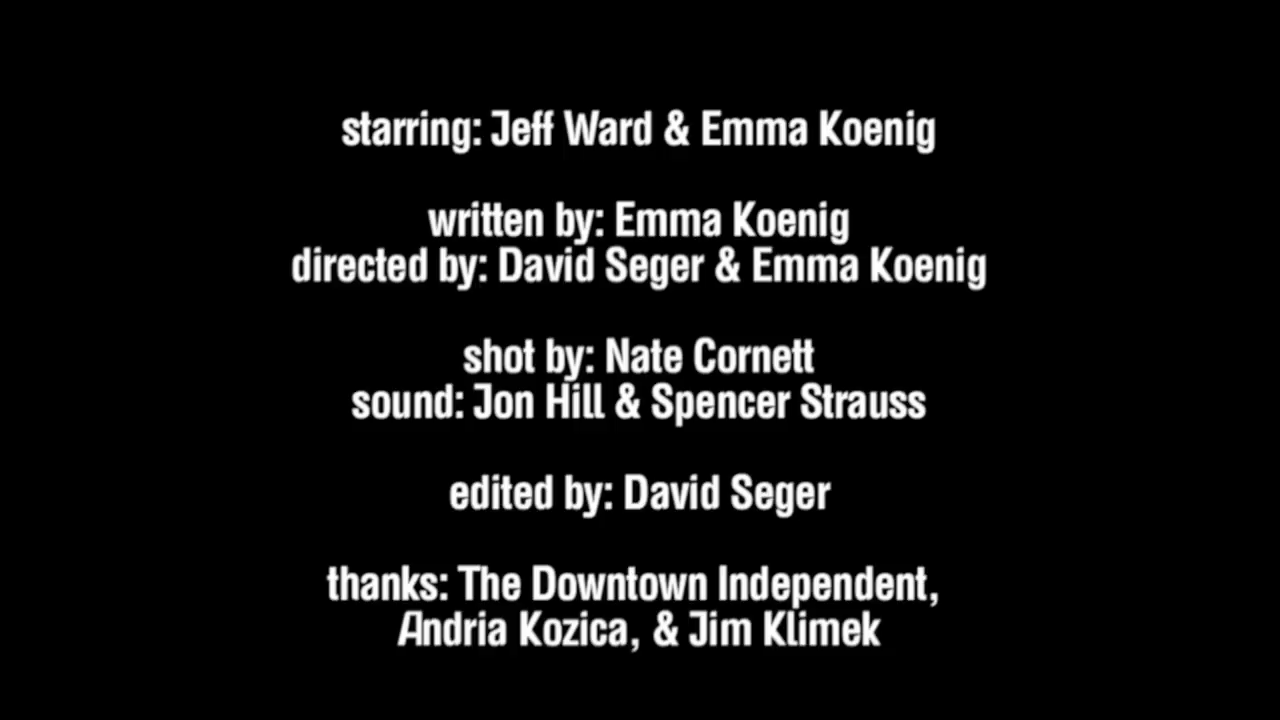 starring: Jeff Ward & Emma Koenig
written by: Emma Koenig
directed by: David Seger & Emma Koenig
shot by: Nate Cornett
sound: Jon Hill & Spencer Strauss
edited by: David Seger
thanks: The Downtown Independent,
Andria Kozica, & Jim Klimek